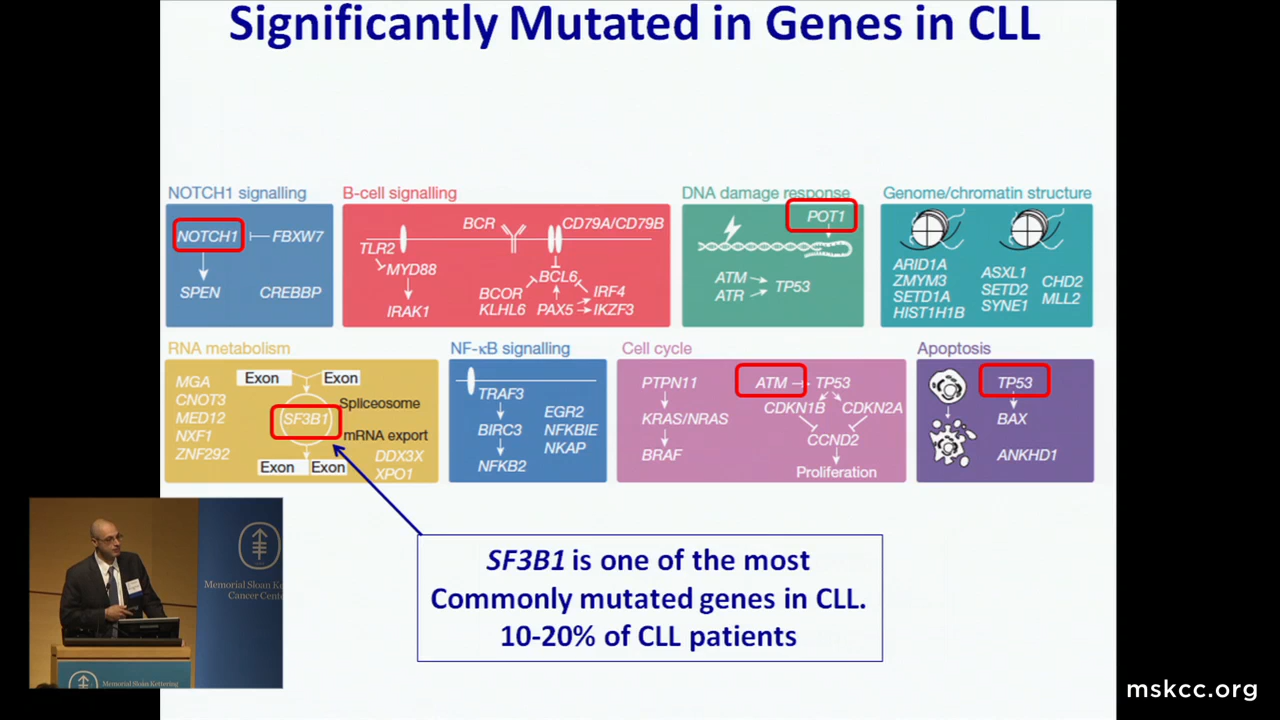 Significantly Mutated in Genes in CLL
NOTCH1 signalling
NOTCH1
FBXW7
SPEN
CREBBP
B-cell signalling
BCR
CD79A/CD79B
TLR2
MYD88
BCL6
IRAK1
BCOR
KLHL6
PAX5
IRF4
IKZF3
DNA damage response
POT1
ATM
ATR
TP53
Genome/chromatin structure
ARID1A
ZMYM3
SETD1A
HIST1H1B
ASXL1
SETD2
SYNE1
CHD2
MLL2
RNA metabolism
MGA
CNOT3
MED12
NXF1
ZNF292
Exon
Exon
Spliceosome
SF3B1
mRNA export
Exon
Exon
DDX3X
XPO1
NF-κB signalling
TRAF3
BIRC3
NFKB2
EGR2
NFKBIE
NKAP
Cell cycle
PTPN11
KRAS/NRAS
BRAF
ATM
TP53
CDKN1B
CDKN2A
CCND2
Proliferation
Apoptosis
TP53
BAX
ANKHD1
SF3B1 is one of the most
Commonly mutated genes in CLL.
10-20% of CLL patients
Memorial Sloan Ke
Cancer Cente
Memorial Sloan Kettering
mskcc.org